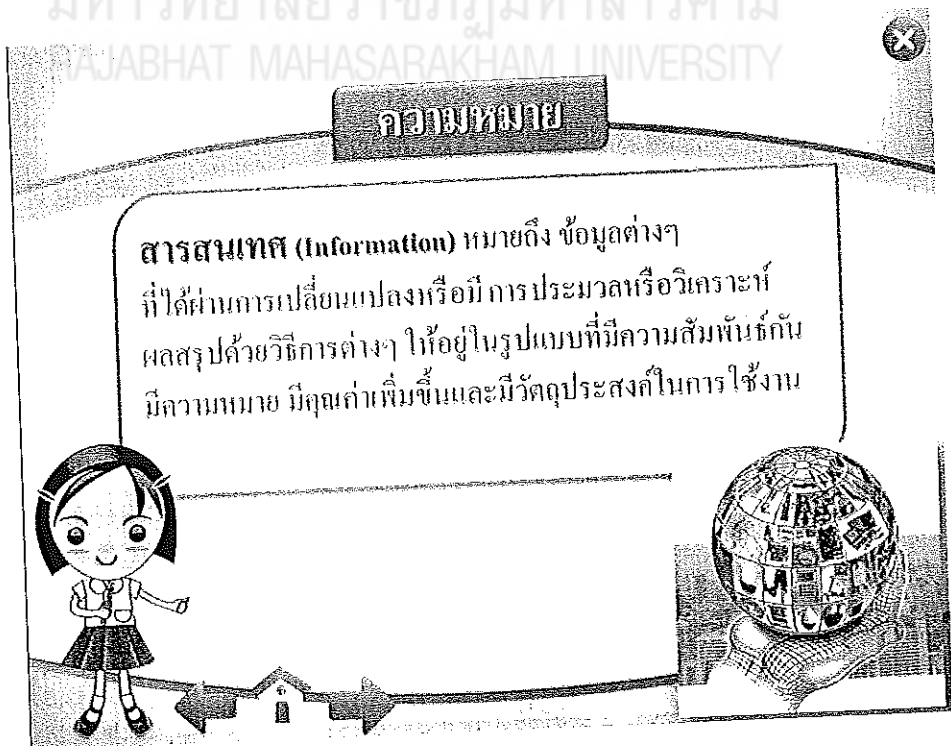 มหาวิทยาลัยราชภัฏมหาสารคาม
RAJABHAT MAHASARAKHAM UNIVERSITY
ความหมาย
สารสนเทศ (Information) หมายถึง ข้อมูลต่างๆ
ที่ได้ผ่านการเปลี่ยนแปลงหรือมี การประมวลหรือวิเคราะห์
ผลสรุปด้วยวิธีการต่างๆ ให้อยู่ในรูปแบบที่มีความสัมพันธ์กัน
มีความหมาย มีคุณค่าเพิ่มขึ้นและมีวัตถุประสงค์ในการใช้งาน